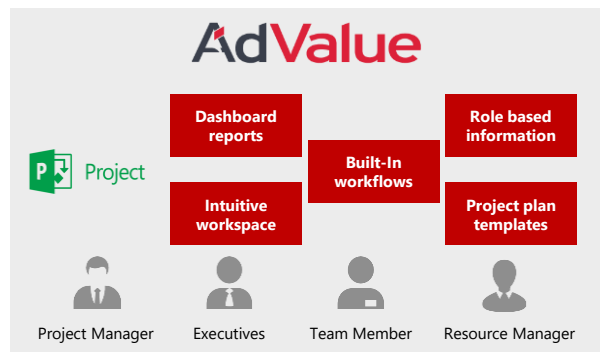 AdValue
Dashboard
reports
Role based
information
Built-In
workflows
P
Project
Intuitive
workspace
Project plan
templates
Project Manager
Executives
Team Member
Resource Manager